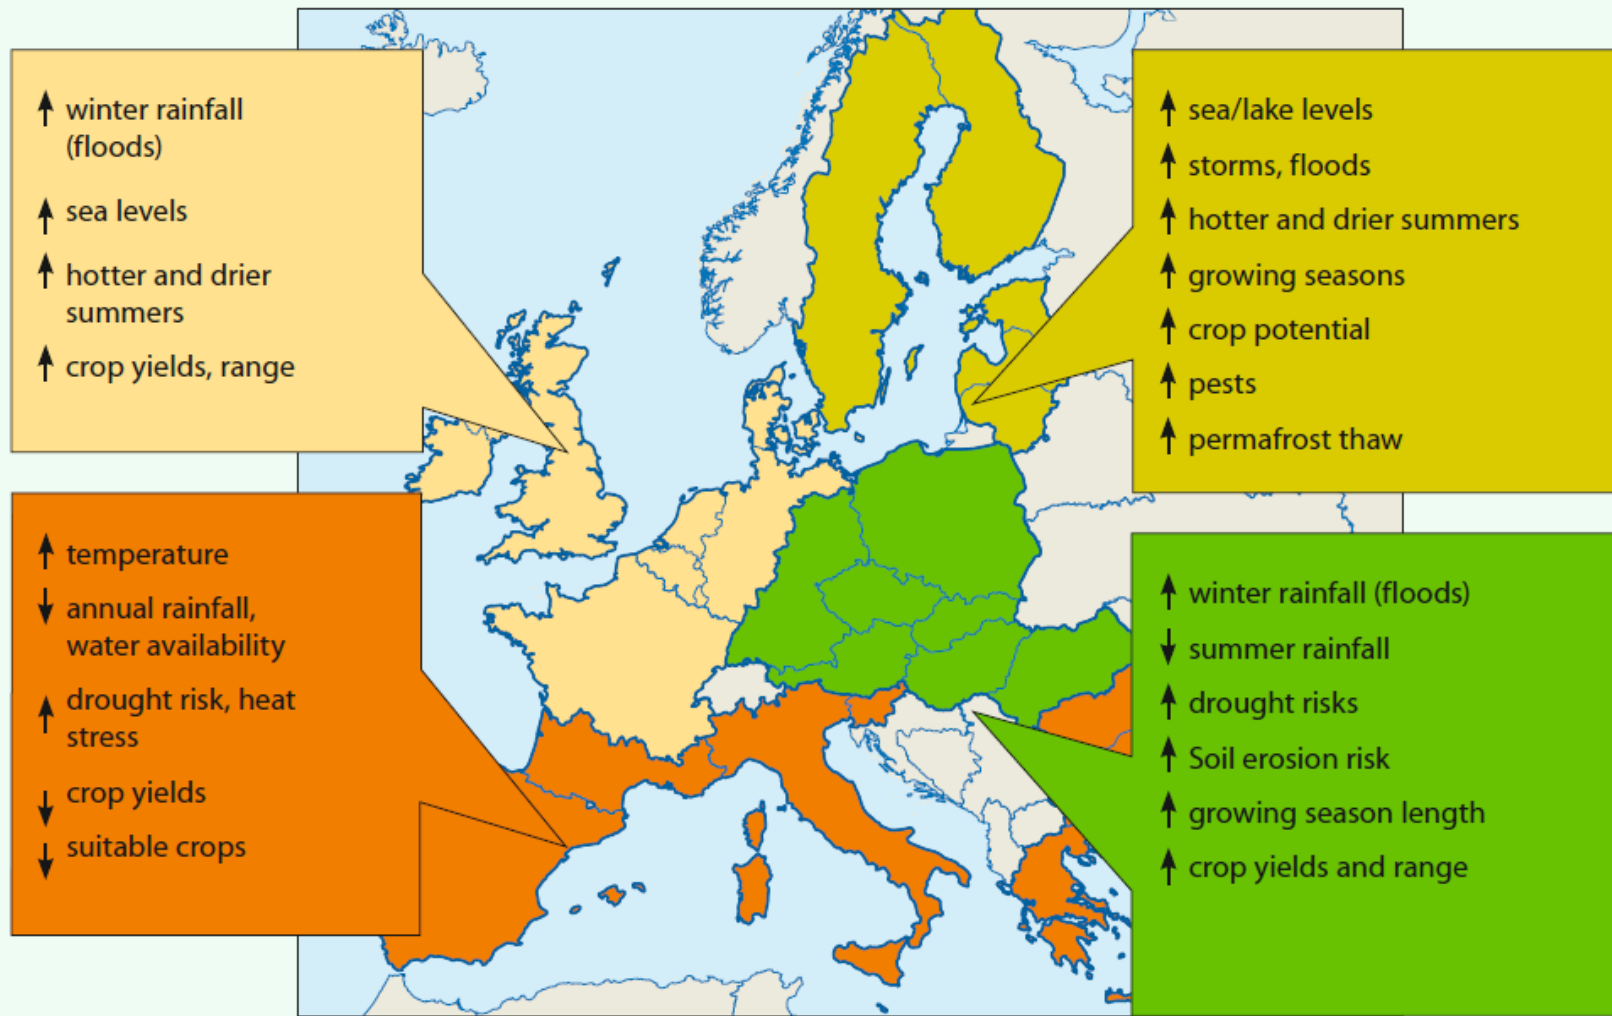 ↑ winter rainfall
(floods)
↑ sea levels
↑ hotter and drier
summers
↑ crop yields, range
↑ sea/lake levels
↑ storms, floods
↑ hotter and drier summers
↑ growing seasons
↑ crop potential
↑ pests
↑ permafrost thaw
↑ temperature
↓ annual rainfall,
water availability
↑ drought risk, heat
stress
↓ crop yields
↓ suitable crops
↑ winter rainfall (floods)
↓ summer rainfall
↑ drought risks
↑ Soil erosion risk
↑ growing season length
↑ crop yields and range